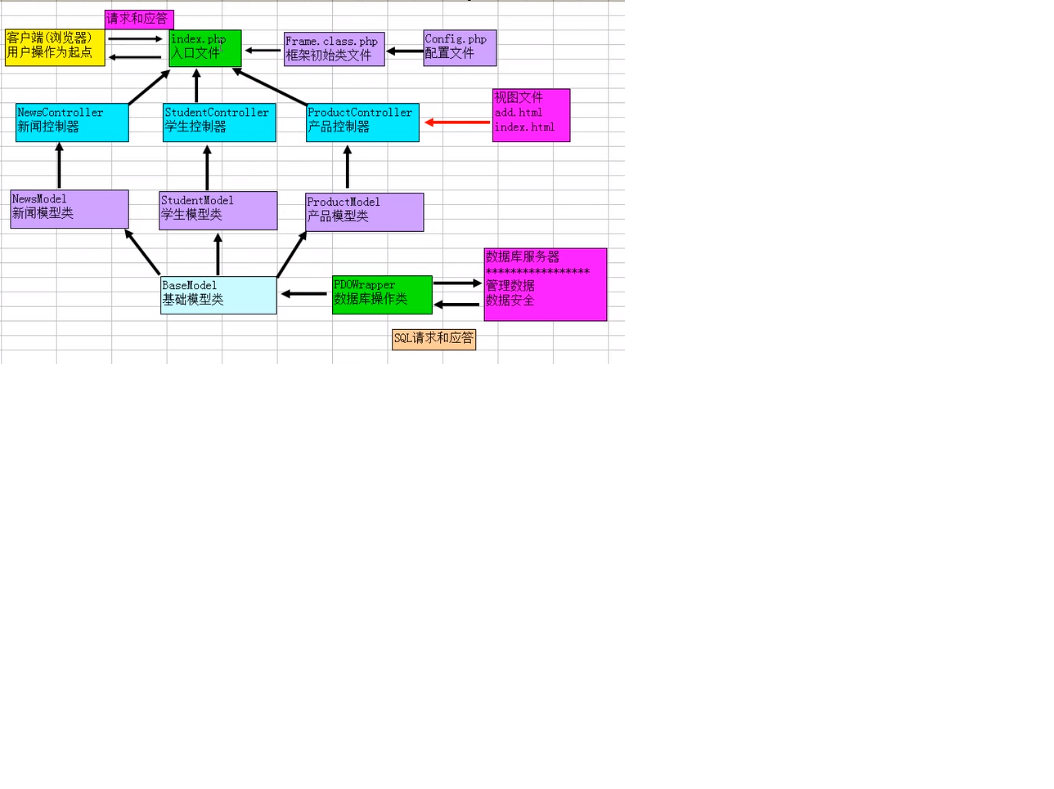 请求和应答
客户端(浏览器)
用户操作为起点
index.php
入口文件
Frame.class.php
框架初始类文件
Config.php
配置文件
NewsController
新闻控制器
StudentController
学生控制器
ProductController
产品控制器
视图文件
add.html
index.html
NewsModel
新闻模型类
StudentModel
学生模型类
ProductModel
产品模型类
BaseModel
基础模型类
PDOWrapper
数据库操作类
数据库服务器
*****************
管理数据
数据安全
SQL请求和应答